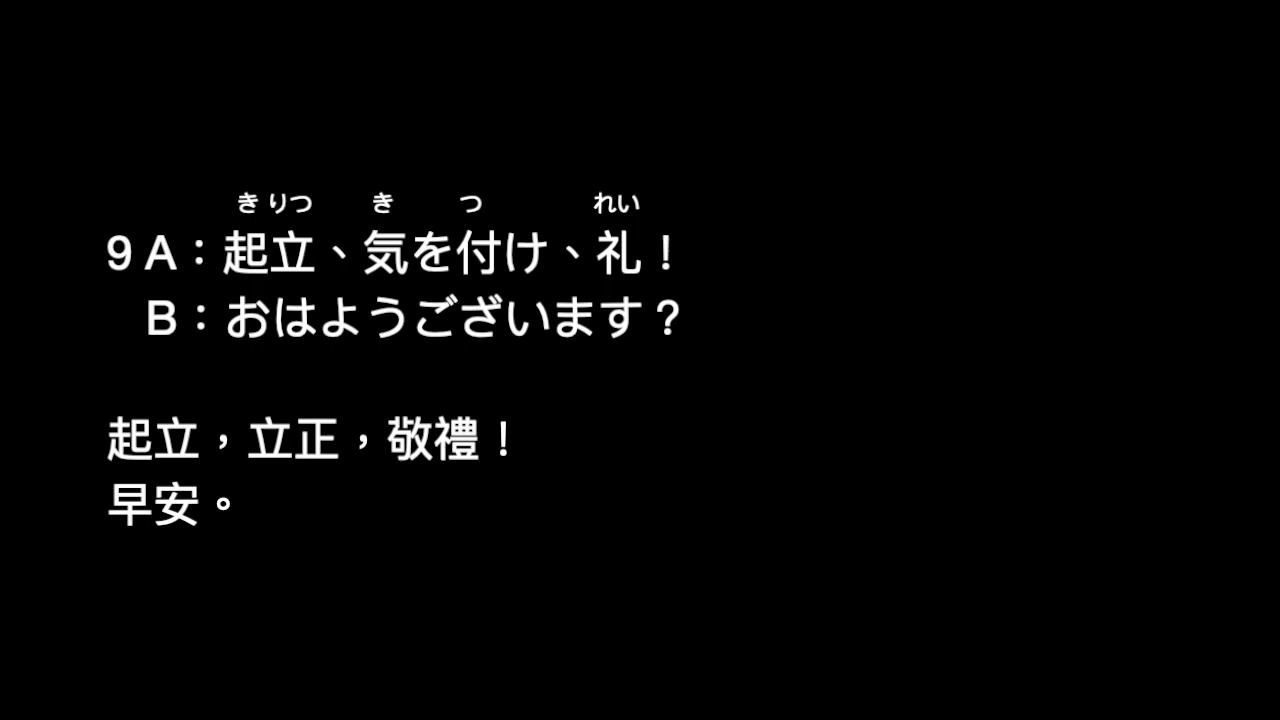 きりつ き つ れい
9 A：起立、気を付け、礼！
B：おはようございます？
起立，立正，敬禮！
早安。